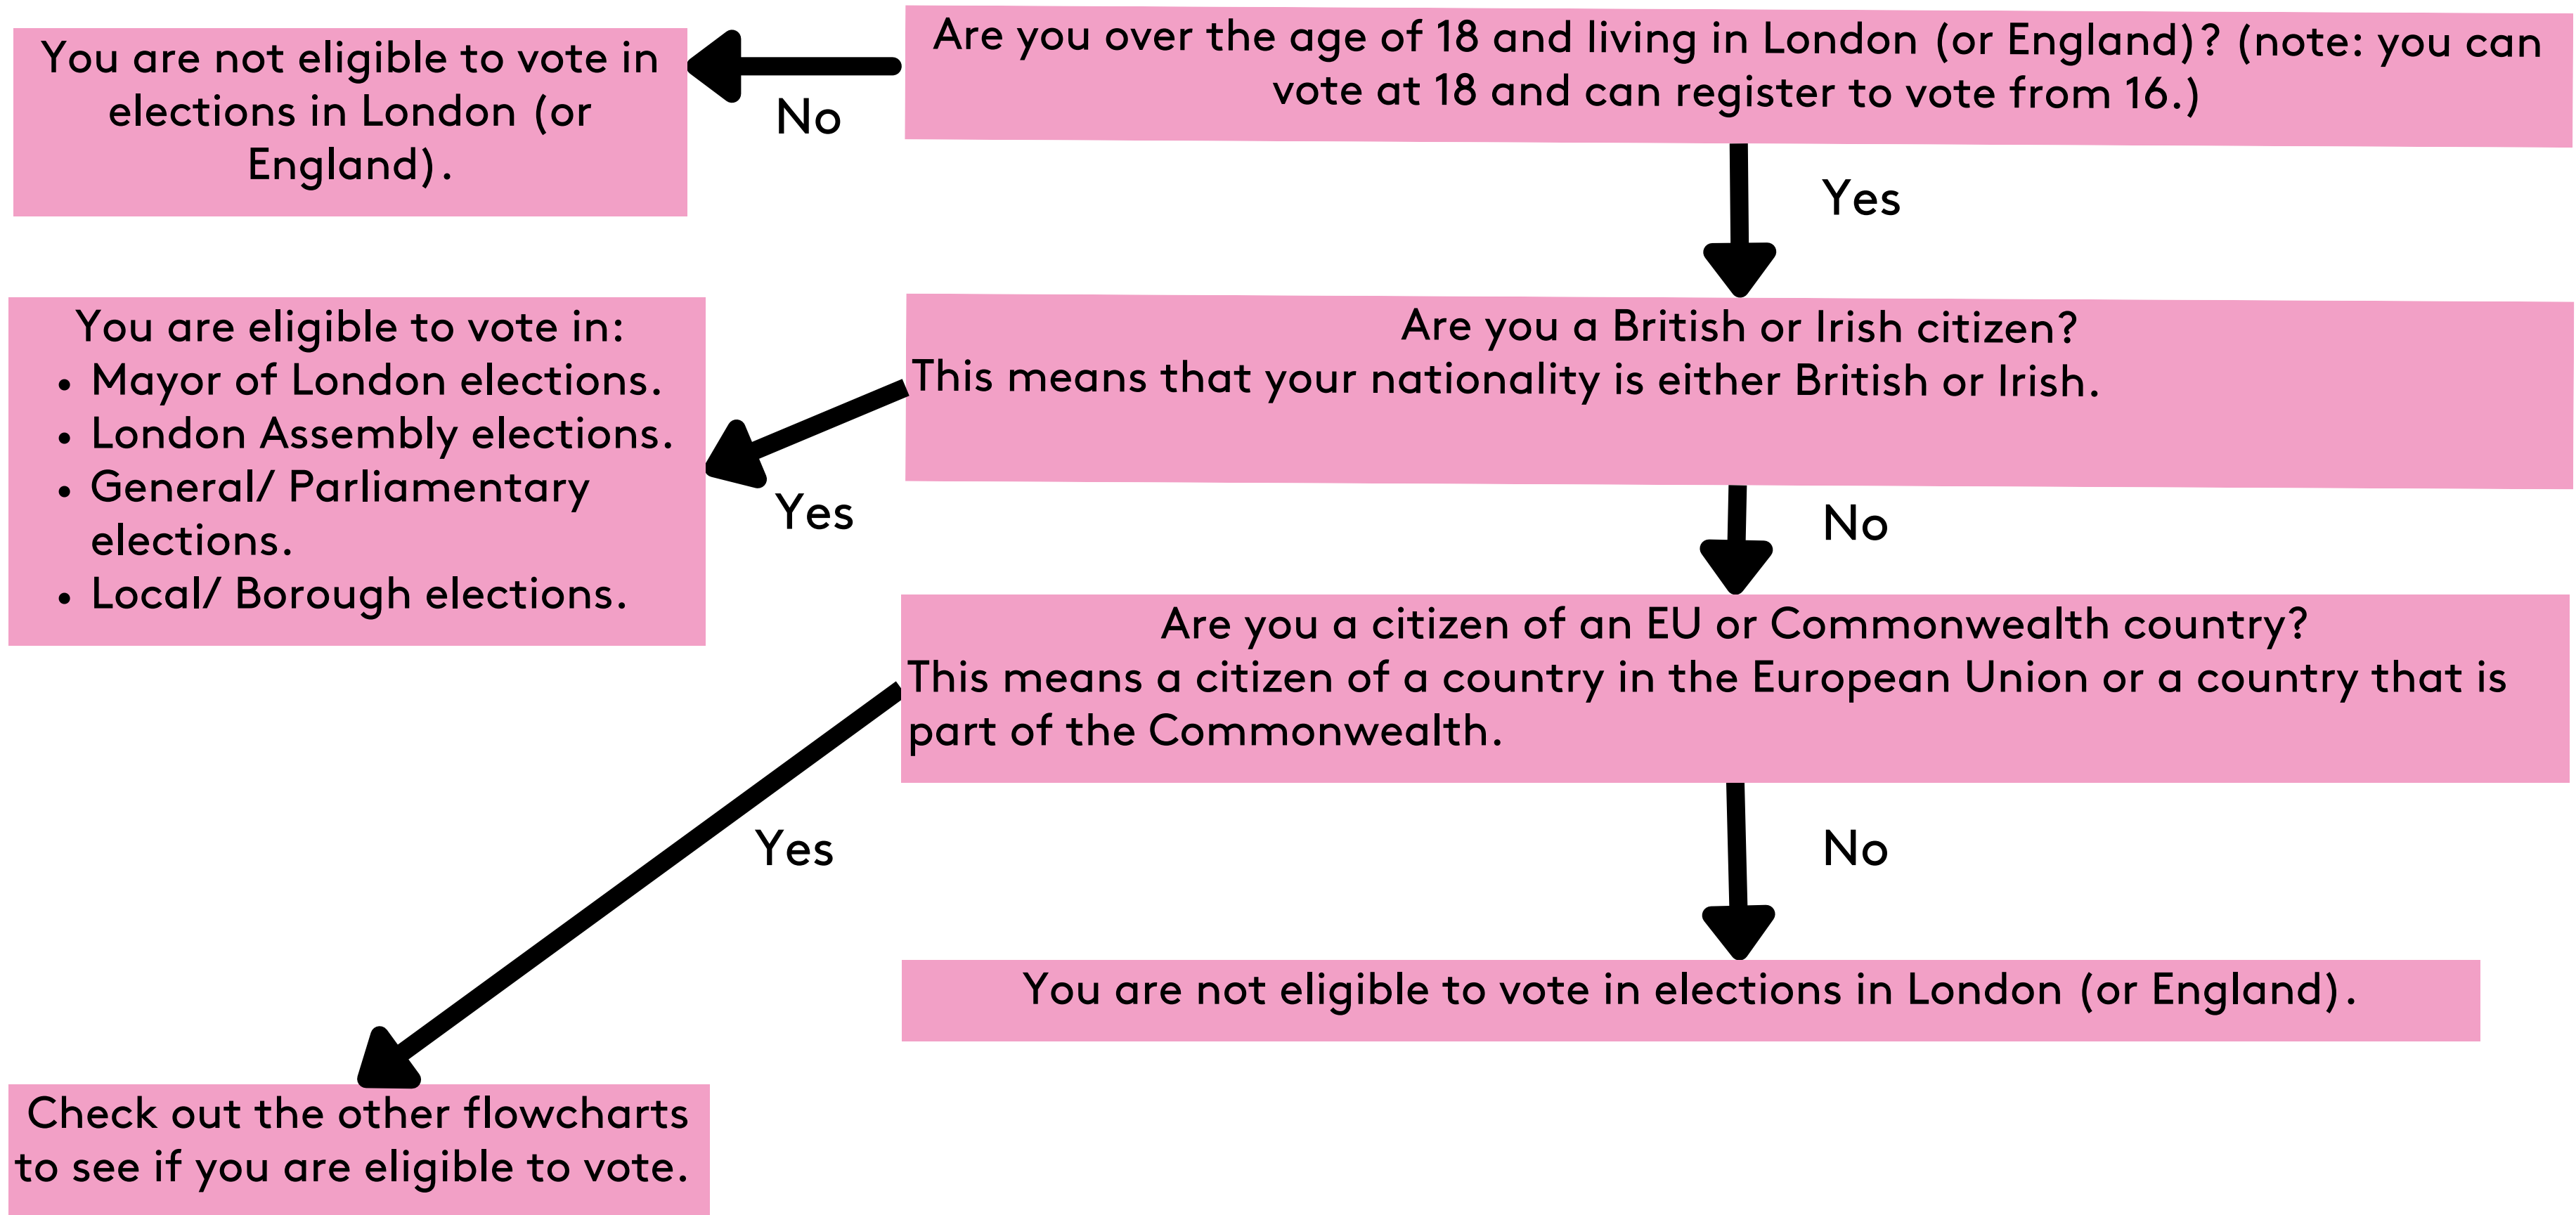 Are you over the age of 18 and living in London (or England)? (note: you can
vote at 18 and can register to vote from 16.)
No
You are not eligible to vote in
elections in London (or
England).
Yes
Are you a British or Irish citizen?
This means that your nationality is either British or Irish.
Yes
You are eligible to vote in:
• Mayor of London elections.
• London Assembly elections.
• General/ Parliamentary
elections.
• Local/ Borough elections.
No
Are you a citizen of an EU or Commonwealth country?
This means a citizen of a country in the European Union or a country that is
part of the Commonwealth.
Yes
Check out the other flowcharts
to see if you are eligible to vote.
No
You are not eligible to vote in elections in London (or England).